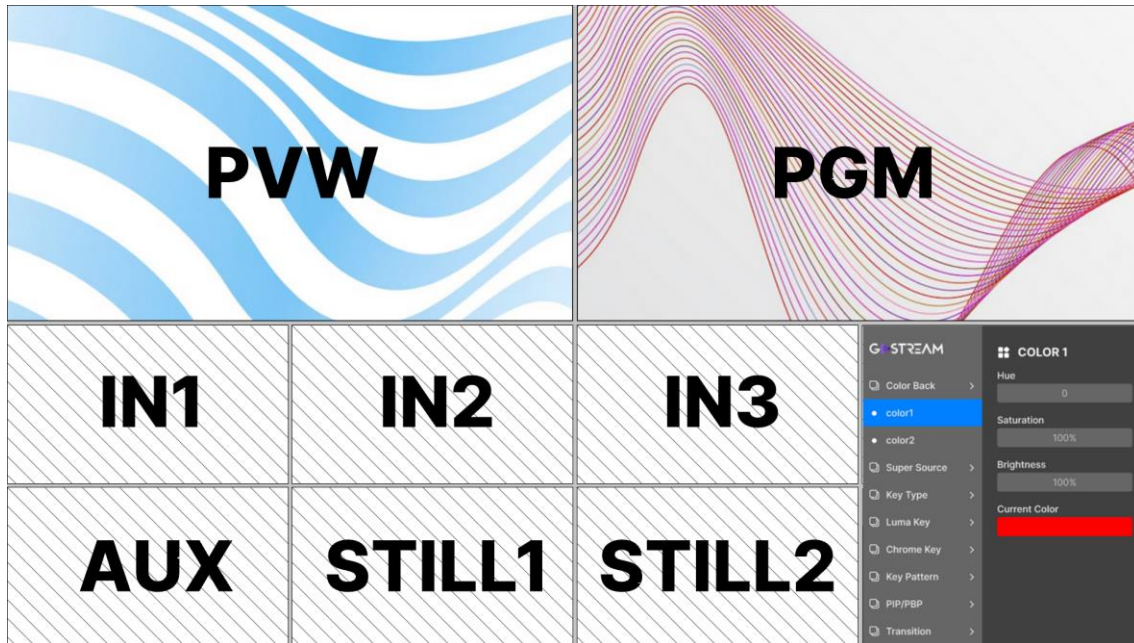 PVW
PGM
IN1
IN2
IN3
AUX
STILL1
STILL2
GOSTREAM
Color Back
color1
color2
Super Source
Key Type
Luma Key
Chrome Key
Key Pattern
PIP/PBP
Transition
COLOR 1
Hue
0
Saturation
100%
Brightness
100%
Current Color